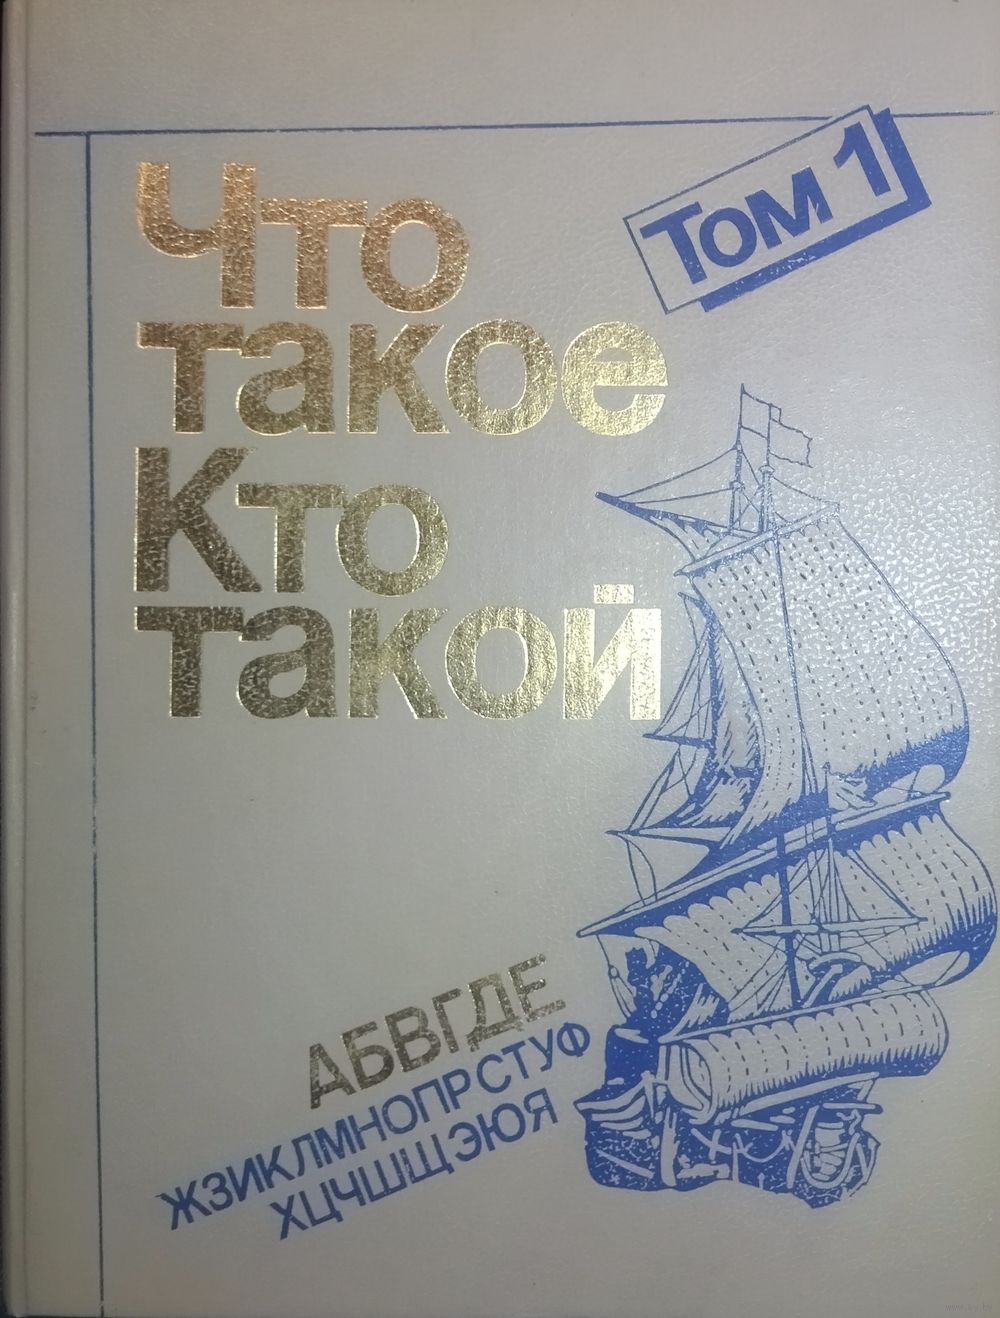 Что
такое
Кто
такой
Том 1
АБВГДЕ
ЖЗИКЛМНОПРСТУФ
ХЦЧШЩЭЮЯ